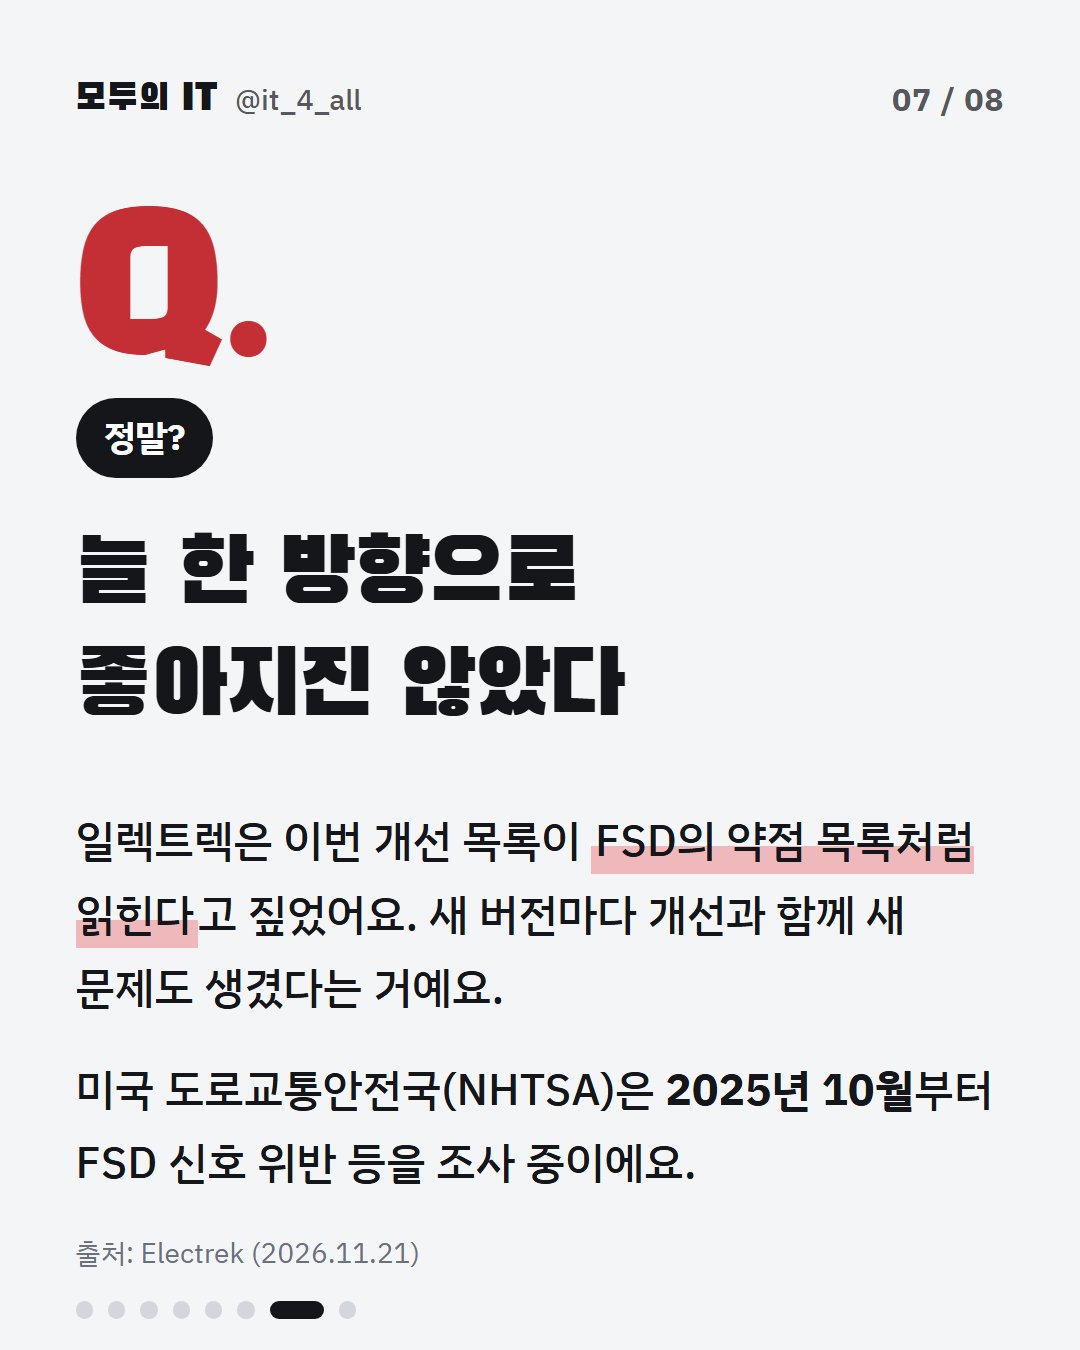 모두의 IT @it_4_all
07 / 08
Q.
정말?
늘 한 방향으로
좋아지진 않았다
일렉트렉은 이번 개선 목록이 FSD의 약점 목록처럼
읽힌다고 짚었어요. 새 버전마다 개선과 함께 새
문제도 생겼다는 거예요.
미국 도로교통안전국(NHTSA)은 2025년 10월부터
FSD 신호 위반 등을 조사 중이에요.
출처: Electrek (2026.11.21)